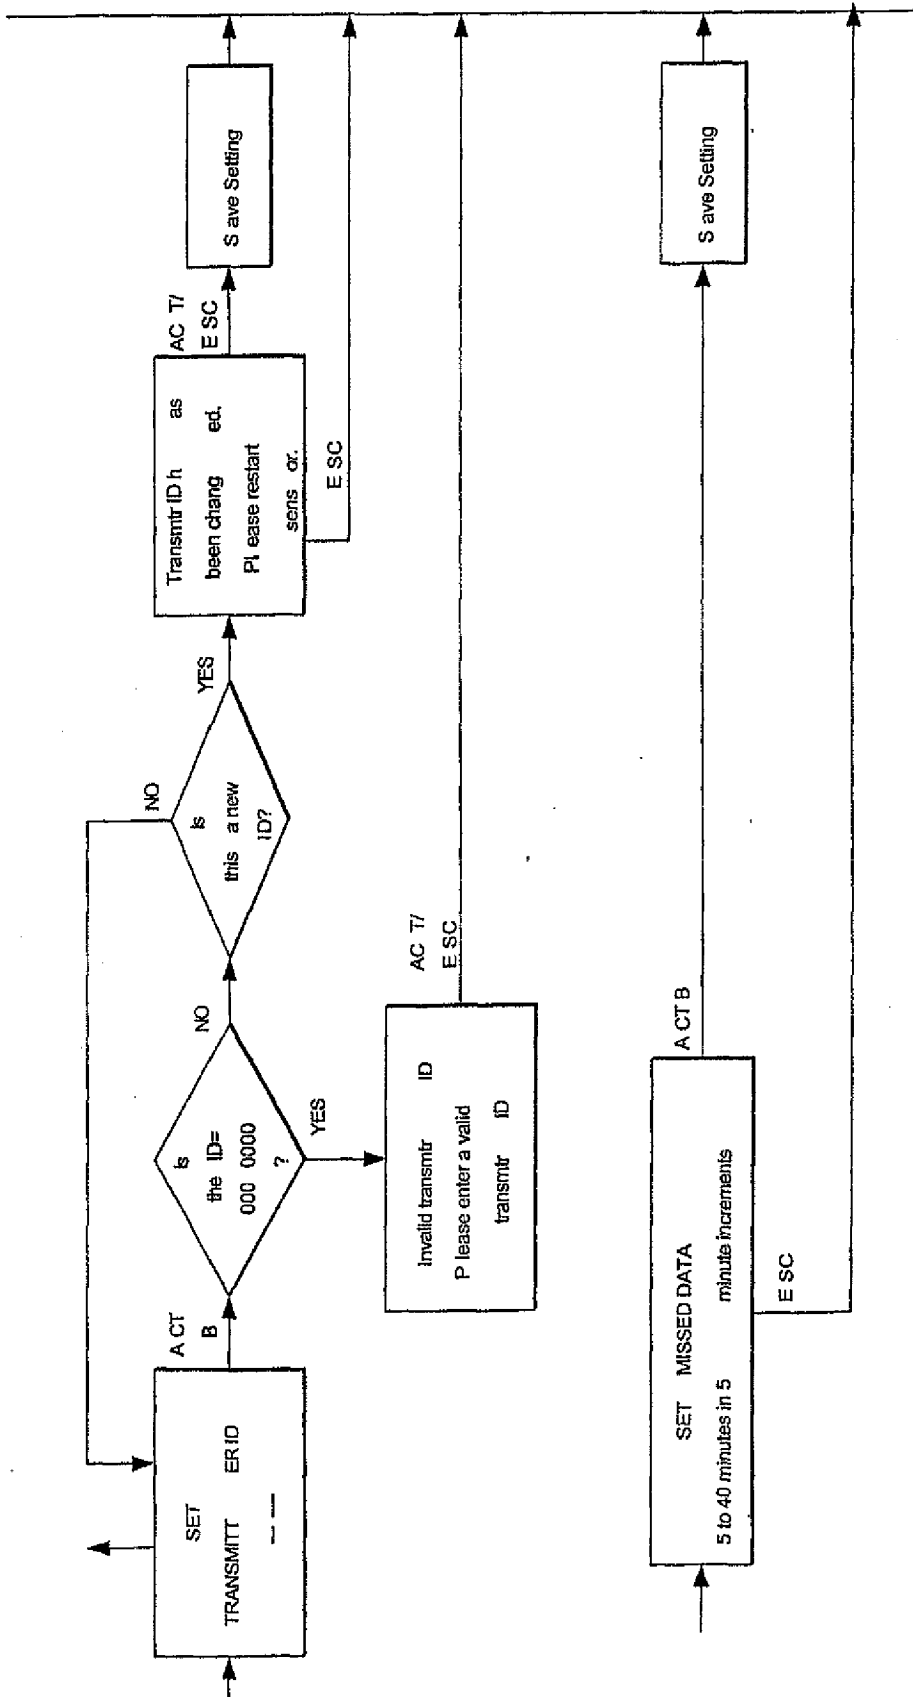 SET
TRANSMITT ERID
— —
A CT
B
Is
the ID=
000 0000
?
NO
YES
Is
this a new
ID?
NO
YES
Transmtr ID h as
been chang ed.
Pl ease restart
sens or.
AC T/
E SC
E SC
S ave Setting
Invalid transmtr ID
P lease enter a valid
transmtr ID
AC T/
E SC
SET MISSED DATA
5 to 40 minutes in 5 minute increments
A CT B
E SC
S ave Setting